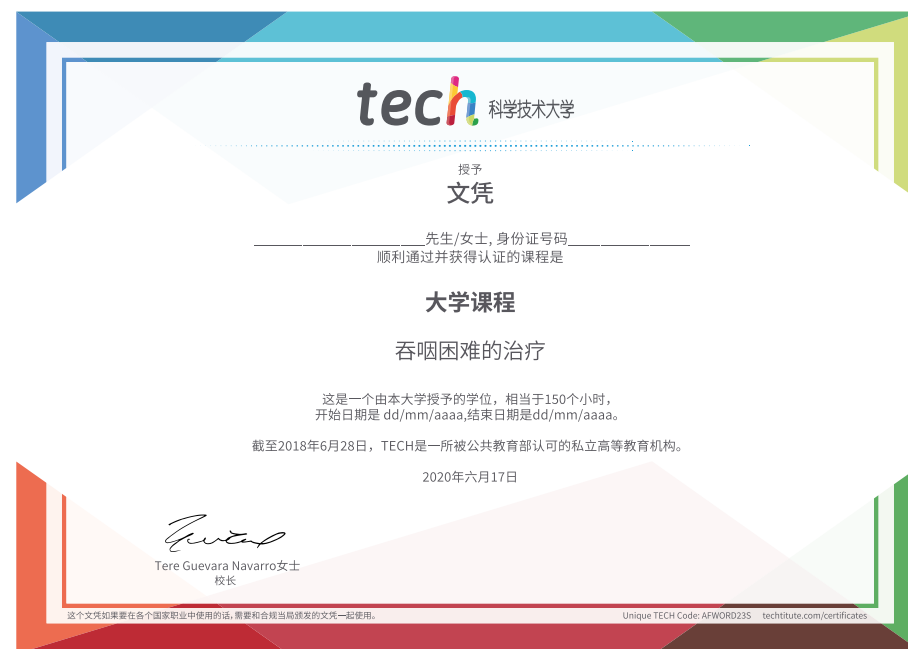 tech 科学技术大学
授予
文凭
______________________先生/女士, 身份证号码_______________
顺利通过并获得认证的课程是
大学课程
吞咽困难的治疗
这是一个由本大学授予的学位，相当于150个小时，
开始日期是 dd/mm/aaaa,结束日期是dd/mm/aaaa。
截至2018年6月28日，TECH是一所被公共教育部认可的私立高等教育机构。
2020年六月17日
Tere Guevara Navarro女士
校长
这个文凭如果要在各个国家职业中使用的话,需要和合规当局颁发的文凭一起使用。
Unique TECH Code: AFWORD23S techtitute.com/certificates